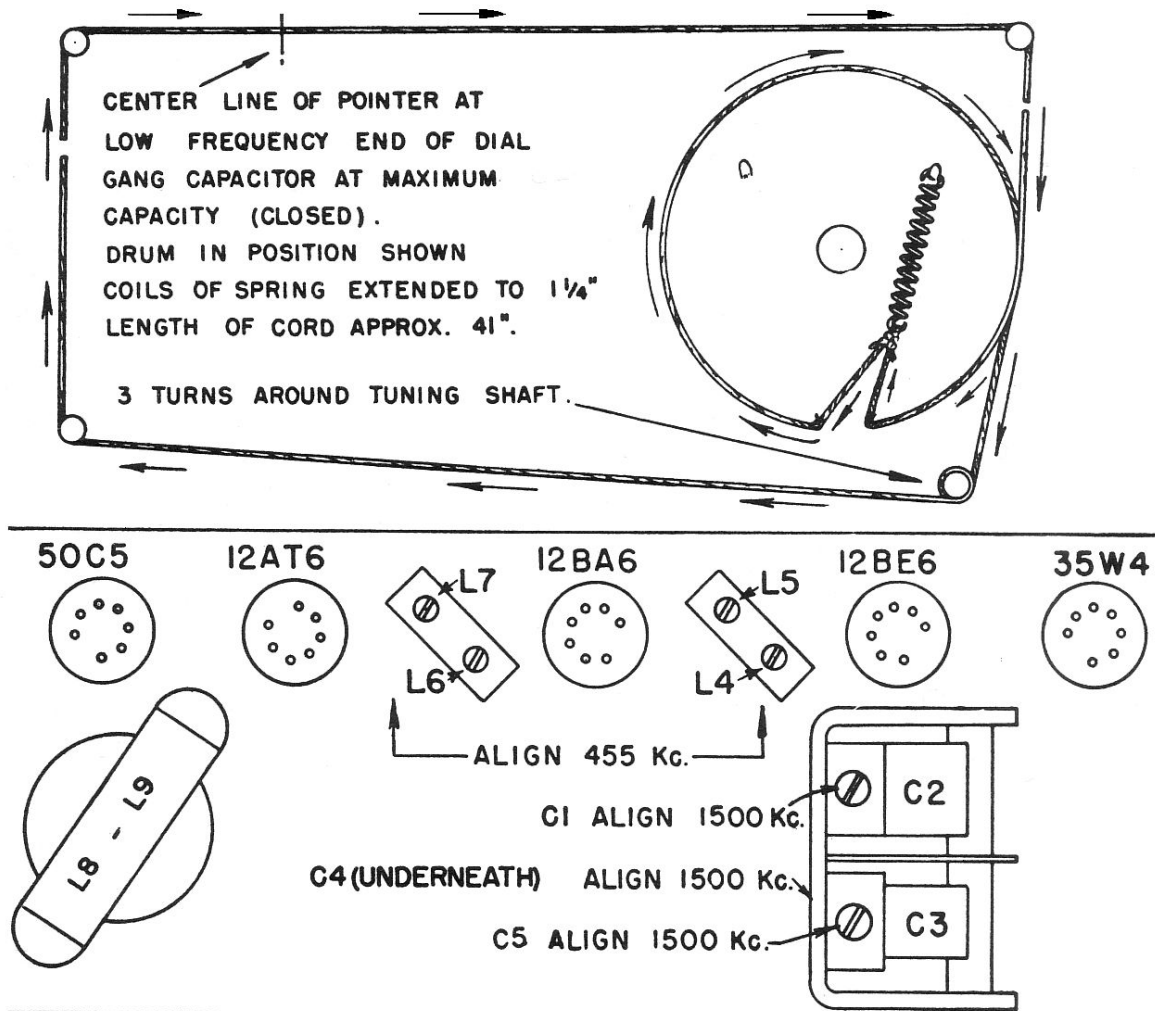 CENTER LINE OF POINTER AT
LOW FREQUENCY END OF DIAL
GANG CAPACITOR AT MAXIMUM
CAPACITY (CLOSED).
DRUM IN POSITION SHOWN
COILS OF SPRING EXTENDED TO 1 1/4"
LENGTH OF CORD APPROX. 41".
3 TURNS AROUND TUNING SHAFT.
50C5
12AT6
12BA6
12BE6
35W4
L7
L5
L6
L4
ALIGN 455 Kc.
L8 - L9
C2
C1 ALIGN 1500 Kc.
C4 (UNDERNEATH) ALIGN 1500 Kc.
C3
C5 ALIGN 1500 Kc.